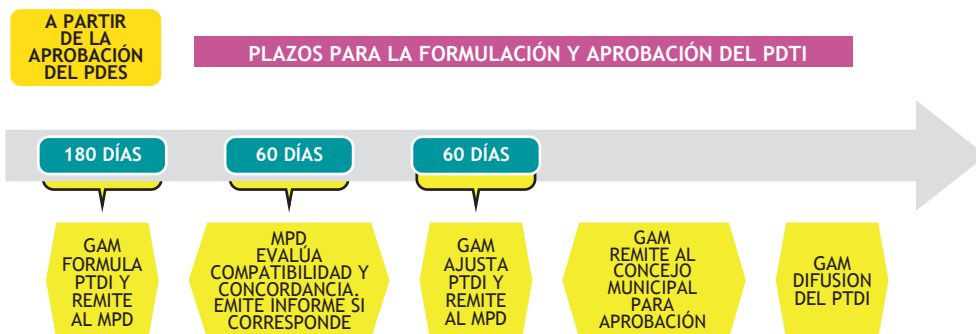 A PARTIR
DE LA
APROBACIÓN
DEL PDES
PLAZOS PARA LA FORMULACIÓN Y APROBACIÓN DEL PDTI
180 DÍAS
60 DÍAS
60 DÍAS
GAM
FORMULA
PTDI Y
REMITE
AL MPD
MPD
EVALÚA
COMPATIBILIDAD Y
CONCORDANCIA.
EMITE INFORME SI
CORRESPONDE
GAM
AJUSTA
PTDI Y
REMITE
AL MPD
GAM
REMITE AL
CONCEJO
MUNICIPAL
PARA
APROBACIÓN
GAM
DIFUSION
DEL PTDI